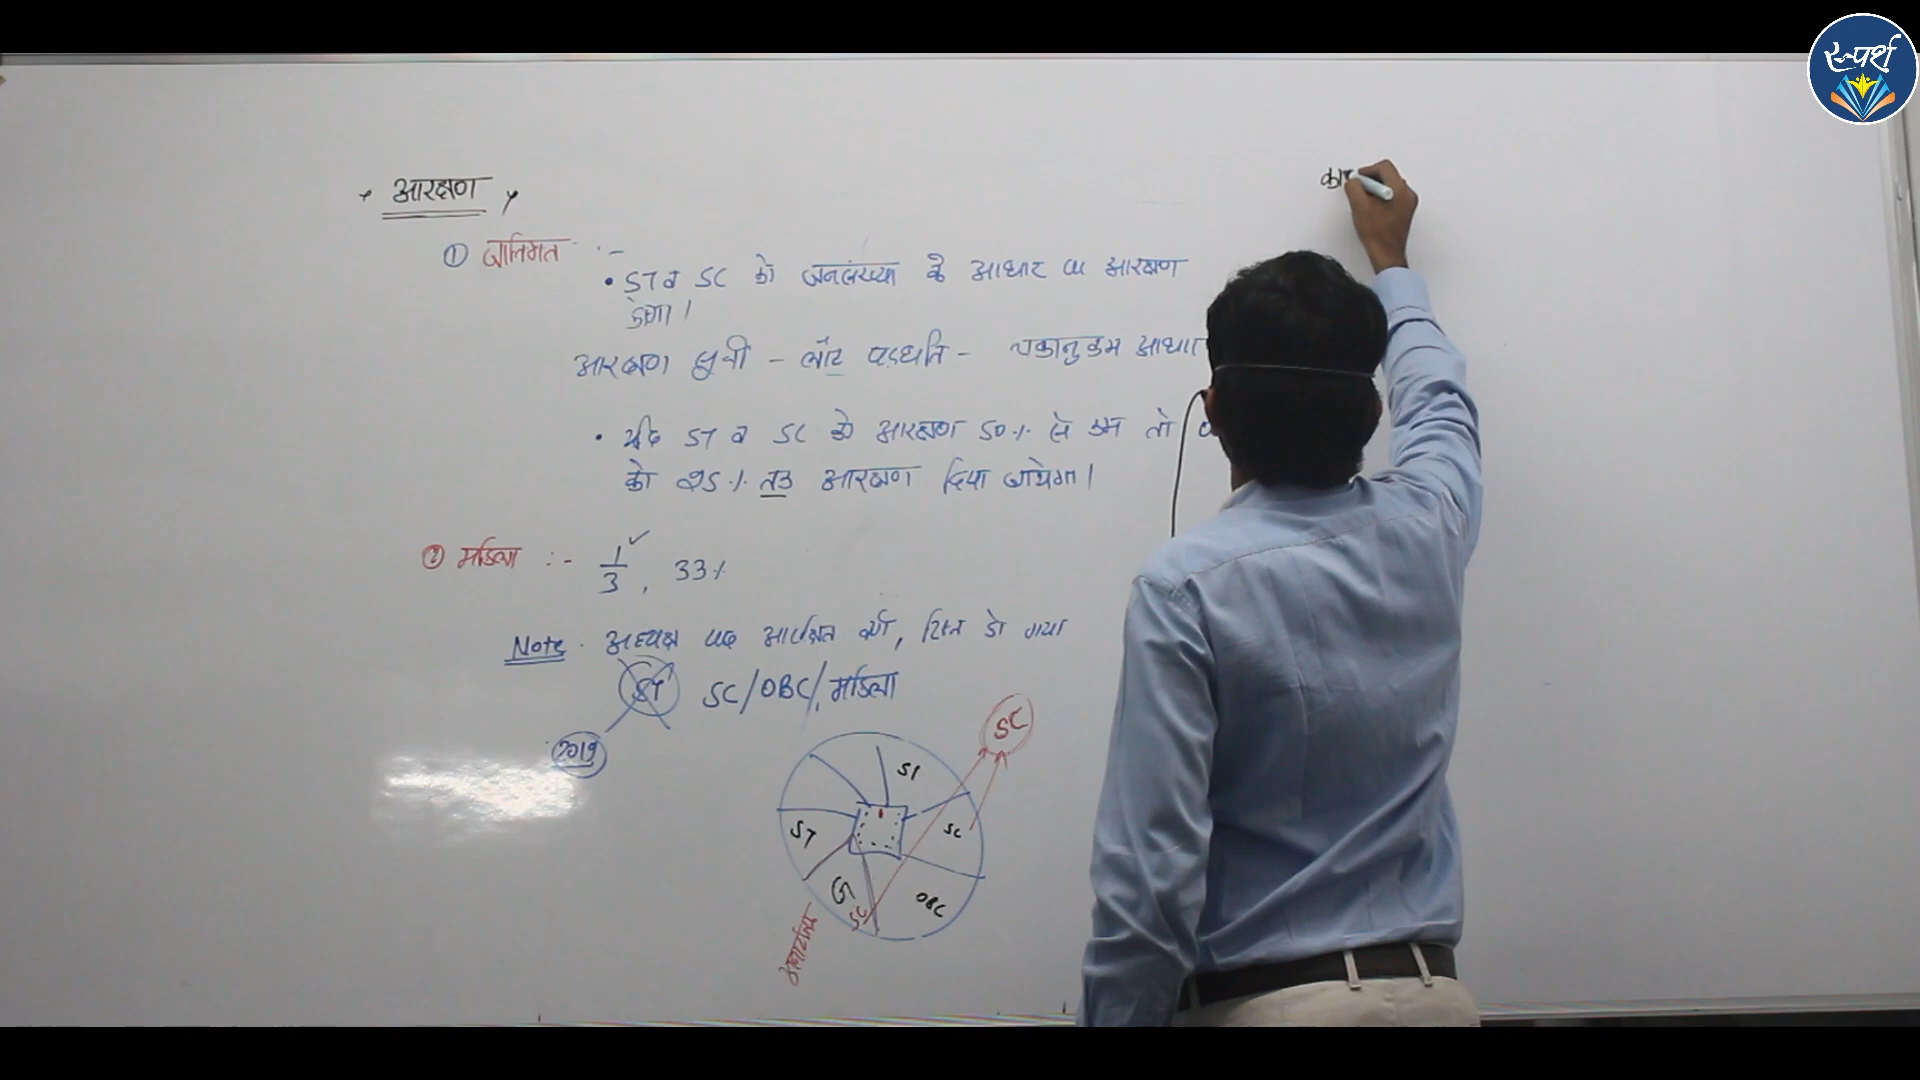 स्पर्श
आरक्षण
① जातिगत :-
• ST व SC को जनसंख्या के आधार पर आरक्षण
होगा।
आरक्षण सूची - लॉट पद्धति - चक्रानुक्रम आधार
• यदि ST व SC को आरक्षण 50% से कम तो
को 25% तक आरक्षण दिया जायेगा।
② महिला :- 1/3, 33%
Note. अध्यक्ष पद आरक्षित थी, रिक्त हो गया
ST SC/OBC/महिला
2019
SC
ST
ST
SC
G
SC
OBC
अनारक्षित
का